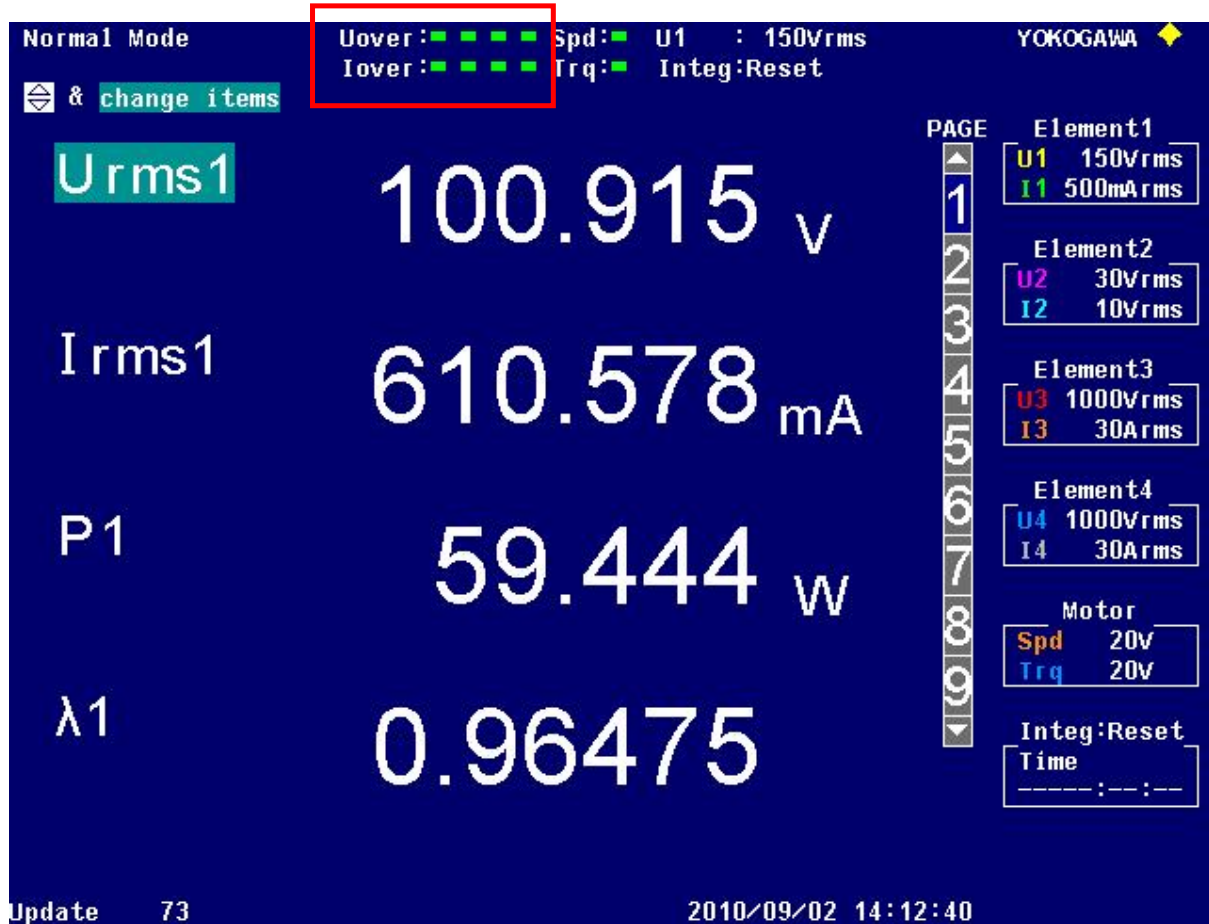 Normal Mode
Uover: Spd: U1 : 150Vrms
YOKOGAWA
Iover: Trq: Integ:Reset
& change items
PAGE
Urms1 100.915 V
Irms1 610.578 mA
P1 59.444 W
λ1 0.96475
1
2
3
4
5
6
7
8
9
Element1
U1 150Vrms
I1 500mArms
Element2
U2 30Vrms
I2 10Vrms
Element3
U3 1000Vrms
I3 30Arms
Element4
U4 1000Vrms
I4 30Arms
Motor
Spd 20V
Trq 20V
Integ:Reset
Time
-----:--:--
Update 73
2010/09/02 14:12:40